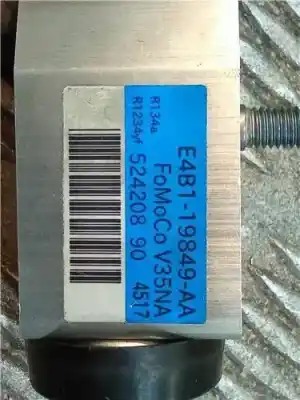 E4B1-19849-AA
FoMoCo V35NA
R134a
R1234yf 524208 90 4517